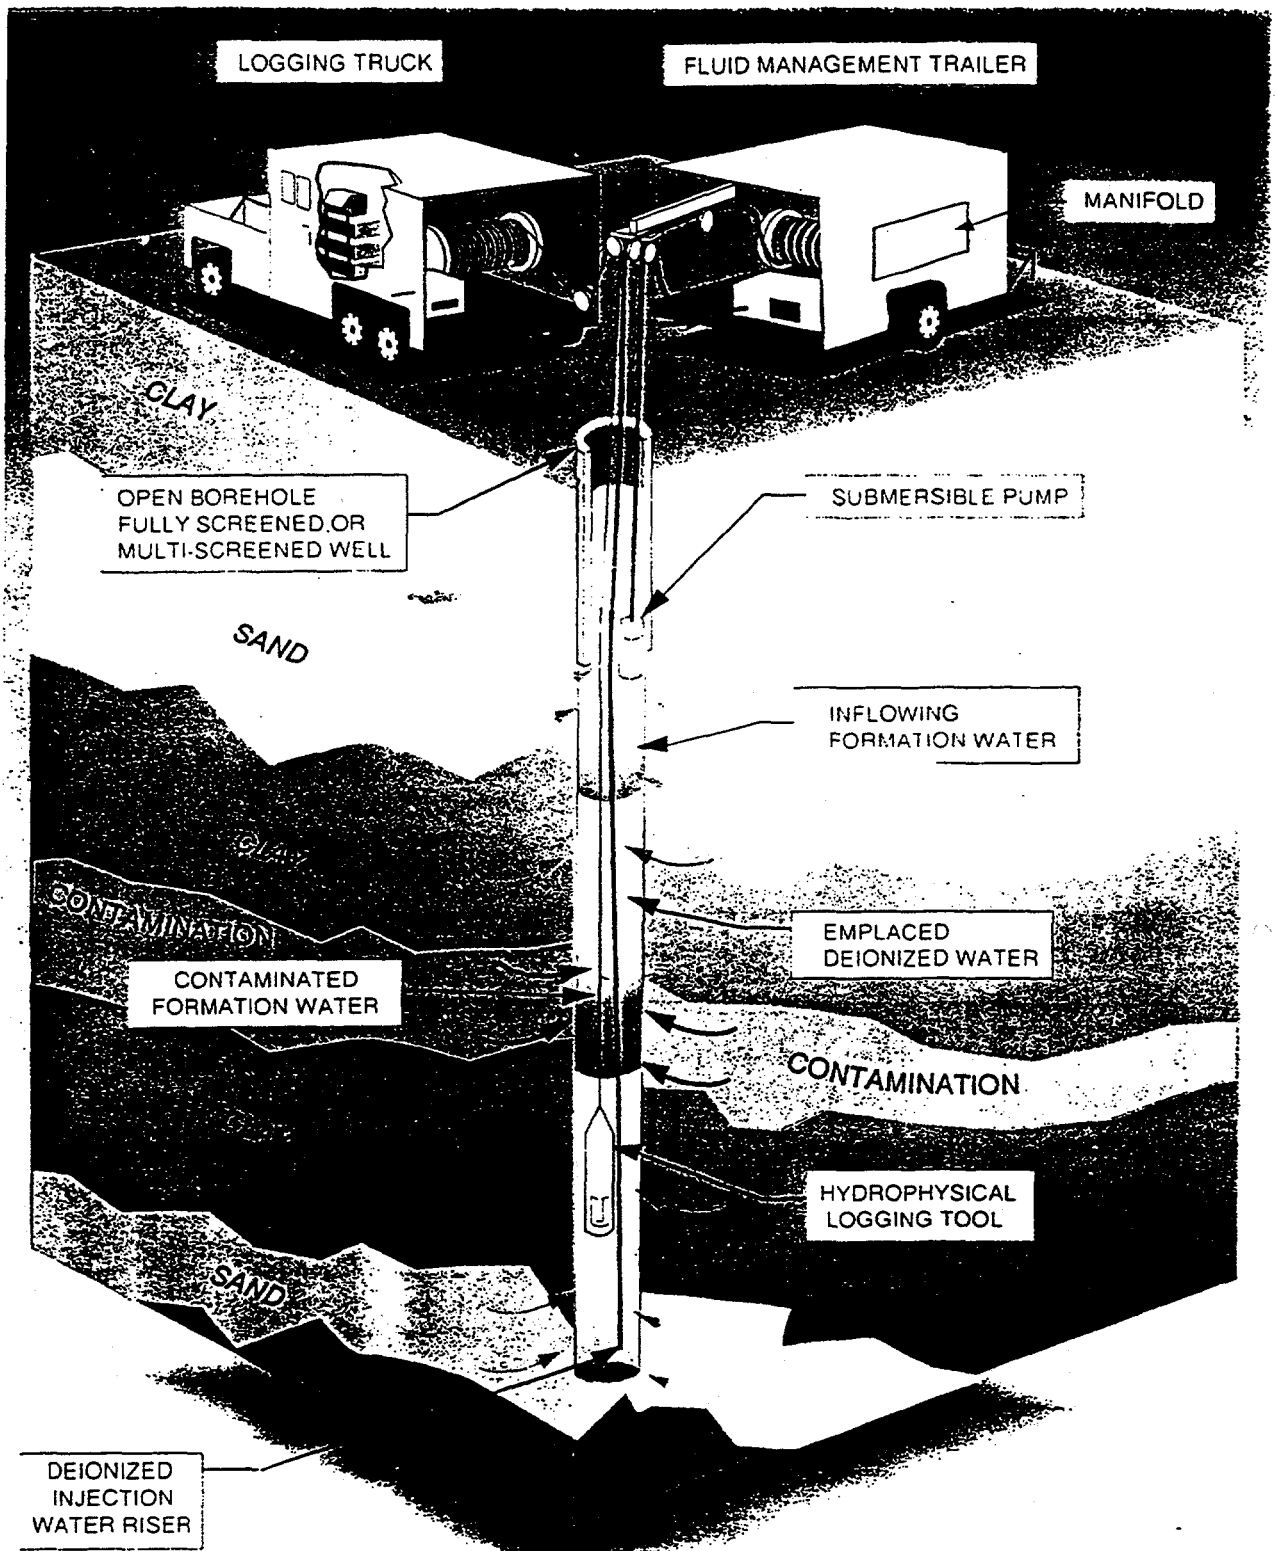 LOGGING TRUCK
FLUID MANAGEMENT TRAILER
MANIFOLD
CLAY
OPEN BOREHOLE
FULLY SCREENED OR
MULTI-SCREENED WELL
SUBMERSIBLE PUMP
SAND
INFLOWING
FORMATION WATER
CLAY
CONTAMINATION
EMPLACED
DEIONIZED WATER
CONTAMINATED
FORMATION WATER
CONTAMINATION
HYDROPHYSICAL
LOGGING TOOL
SAND
DEIONIZED
INJECTION
WATER RISER